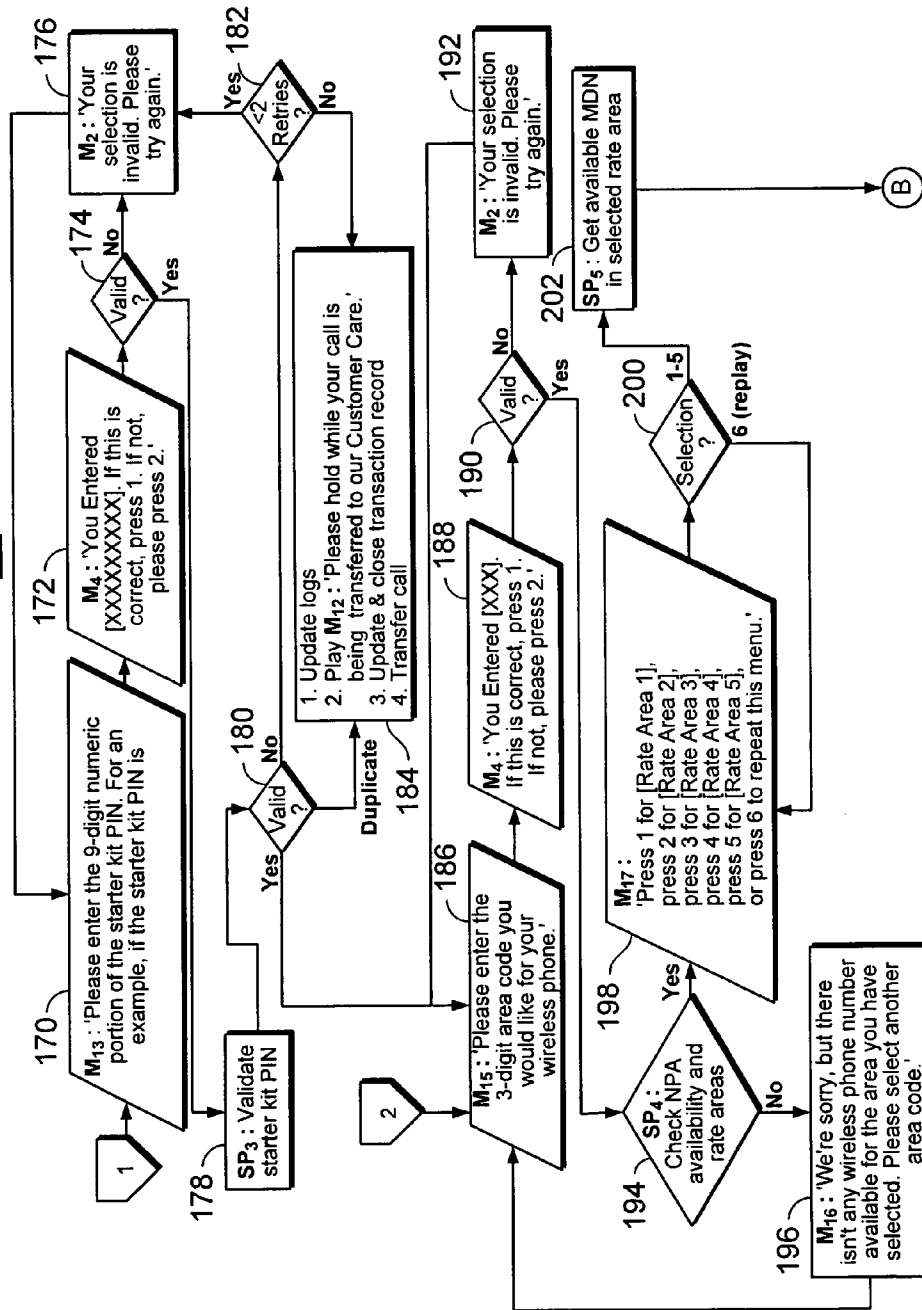 1
170
M13 : 'Please enter the 9-digit numeric
portion of the starter kit PIN. For an
example, if the starter kit PIN is
172
M4 : 'You Entered
[XXXXXXXXX]. If this is
correct, press 1. If not,
please press 2.'
174
Valid
?
No
Yes
176
M2 : 'Your
selection is
invalid. Please
try again.'
178
SP3 : Validate
starter kit PIN
180
Valid
?
Yes
No
Duplicate
182
<2
Retries
?
Yes
No
184
1. Update logs
2. Play M12 : 'Please hold while your call is
being transferred to our Customer Care.'
3. Update & close transaction record
4. Transfer call
2
186
M15 : 'Please enter the
3-digit area code you
would like for your
wireless phone.'
188
M4 : 'You Entered [XXX].
If this is correct, press 1.
If not, please press 2.'
190
Valid
?
No
Yes
192
M2 : 'Your selection
is invalid. Please
try again.'
194
SP4 :
Check NPA
availability and
rate areas
Yes
No
196
M16 : 'We're sorry, but there
isn't any wireless phone number
available for the area you have
selected. Please select another
area code.'
198
M17 :
'Press 1 for [Rate Area 1],
press 2 for [Rate Area 2],
press 3 for [Rate Area 3],
press 4 for [Rate Area 4]
press 5 for [Rate Area 5],
or press 6 to repeat this menu.'
200
Selection
?
1-5
6 (replay)
202
SP5 : Get available MDN
in selected rate area
B